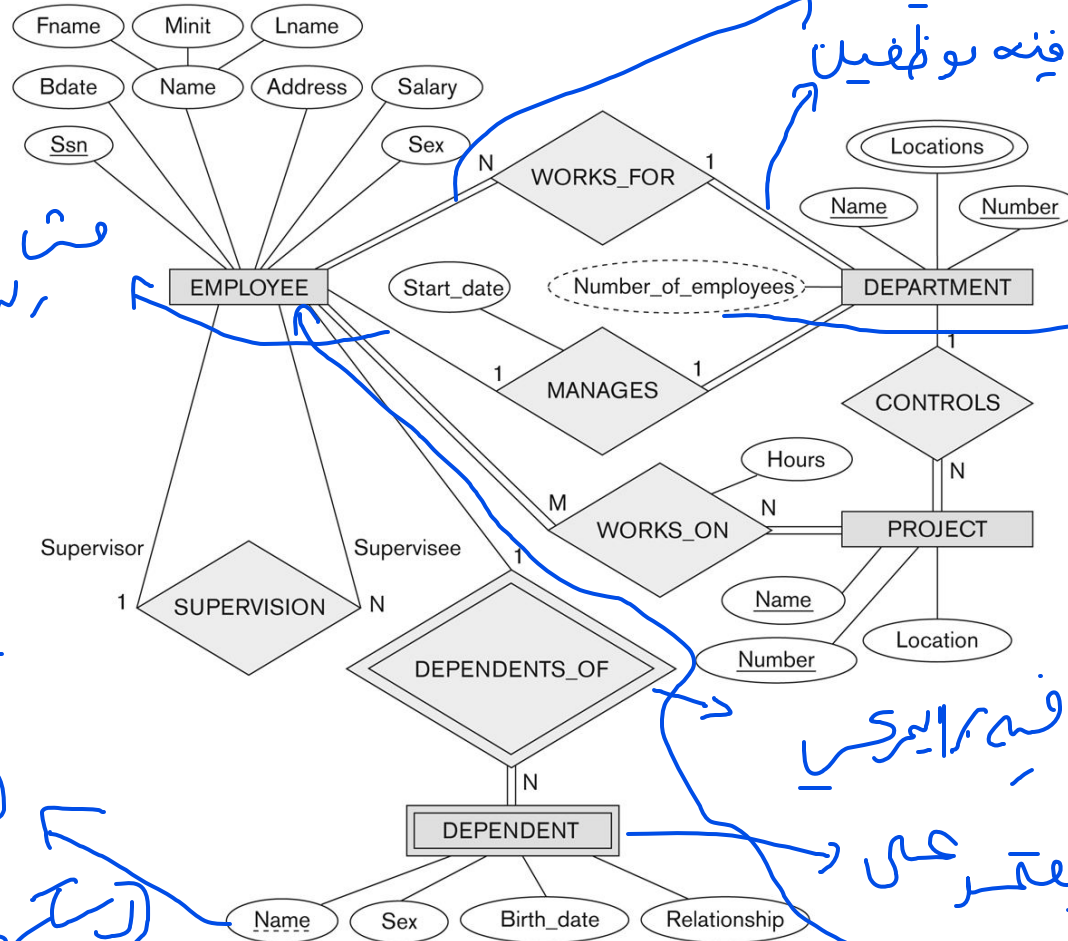 Fname Minit Lname
Bdate Name Address Salary
Ssn Sex
EMPLOYEE
N WORKS_FOR 1
فيه موظفين
Locations
Name Number
DEPARTMENT
Number_of_employees
Start_date
1 MANAGES 1
مش
1
CONTROLS
N
Hours
M WORKS_ON N
PROJECT
Name
Number
Location
Supervisor Supervisee
1 SUPERVISION N
1
DEPENDENTS_OF
N
DEPENDENT
على
Name Sex Birth_date Relationship